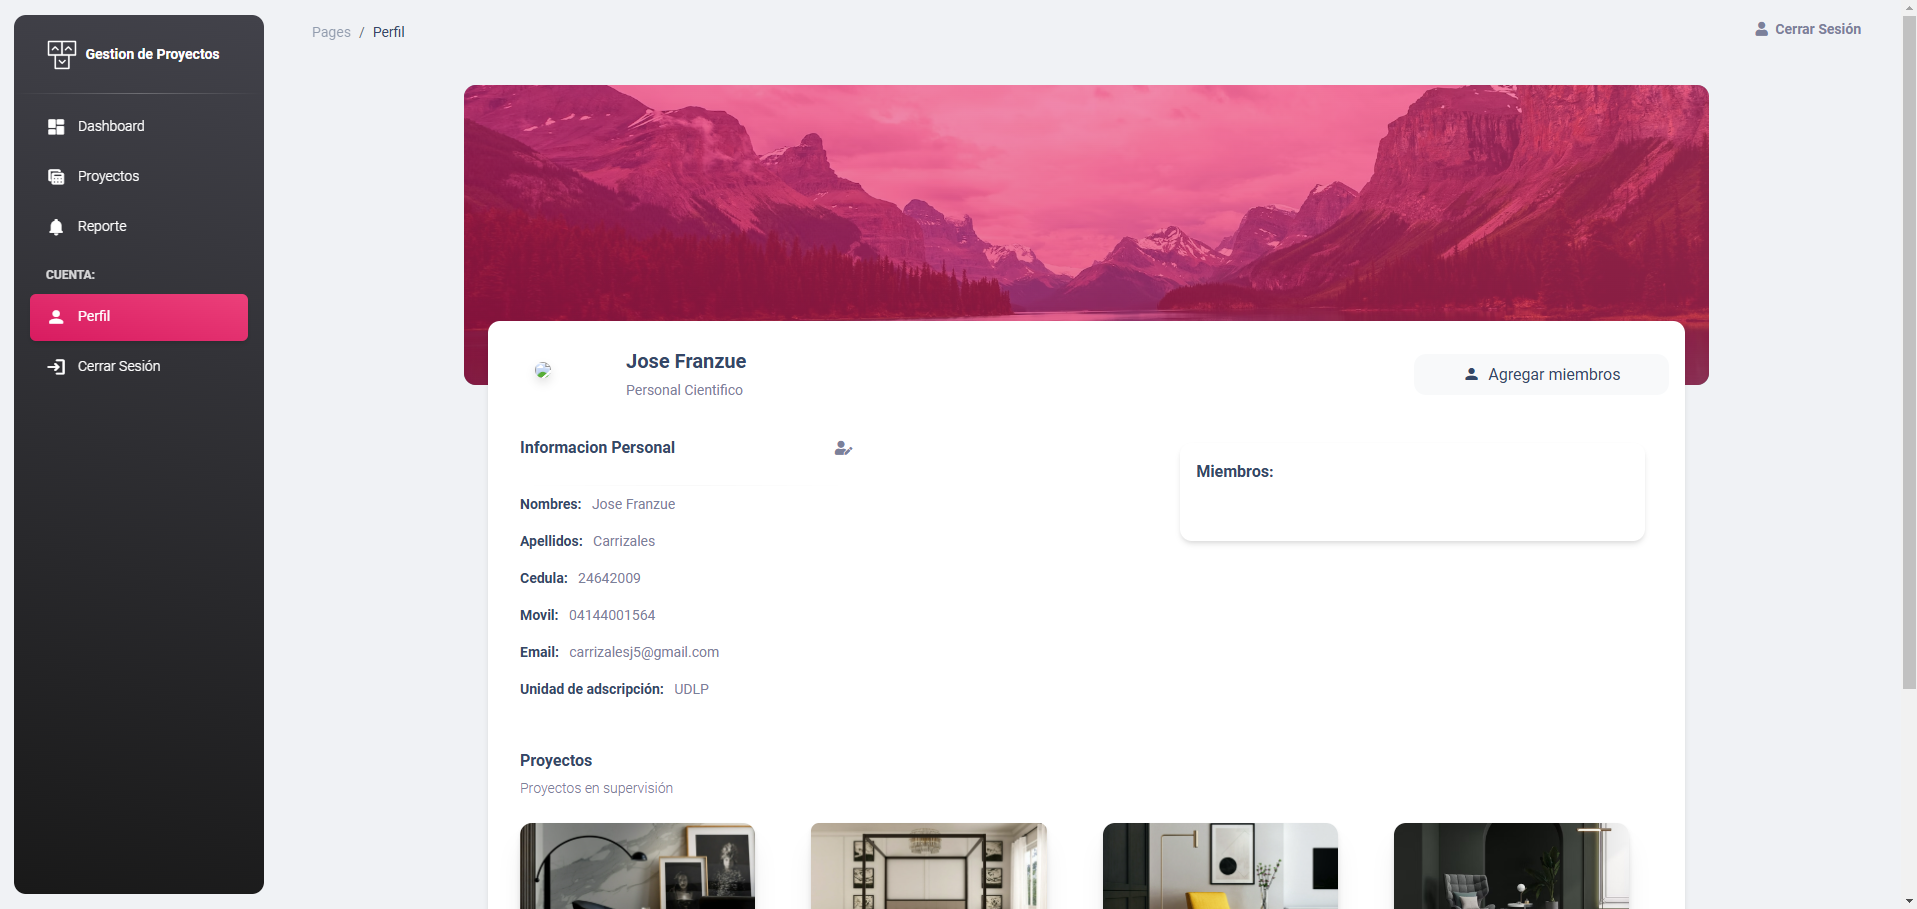 Gestion de Proyectos
Dashboard
Proyectos
Reporte
CUENTA:
Perfil
Cerrar Sesión
Pages / Perfil
Cerrar Sesión
Jose Franzue
Personal Cientifico
Agregar miembros
Informacion Personal
Nombres: Jose Franzue
Apellidos: Carrizales
Cedula: 24642009
Movil: 04144001564
Email: carrizalesj5@gmail.com
Unidad de adscripción: UDLP
Miembros:
Proyectos
Proyectos en supervisión